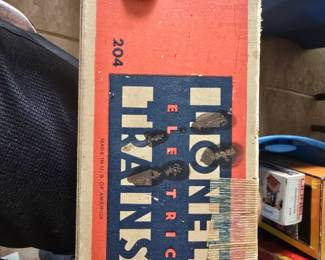 204
LIONEL
ELECTRIC
TRAINS
MADE IN U.S. OF AMERICA